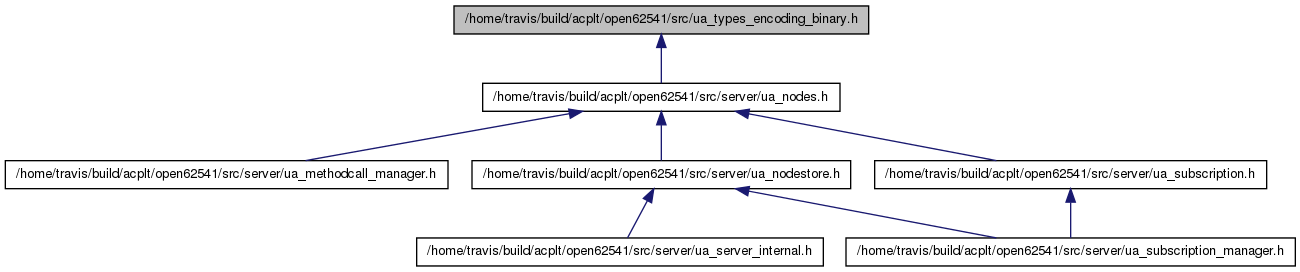 /home/travis/build/acplt/open62541/src/ua_types_encoding_binary.h
/home/travis/build/acplt/open62541/src/server/ua_nodes.h
/home/travis/build/acplt/open62541/src/server/ua_methodcall_manager.h
/home/travis/build/acplt/open62541/src/server/ua_nodestore.h
/home/travis/build/acplt/open62541/src/server/ua_subscription.h
/home/travis/build/acplt/open62541/src/server/ua_server_internal.h
/home/travis/build/acplt/open62541/src/server/ua_subscription_manager.h